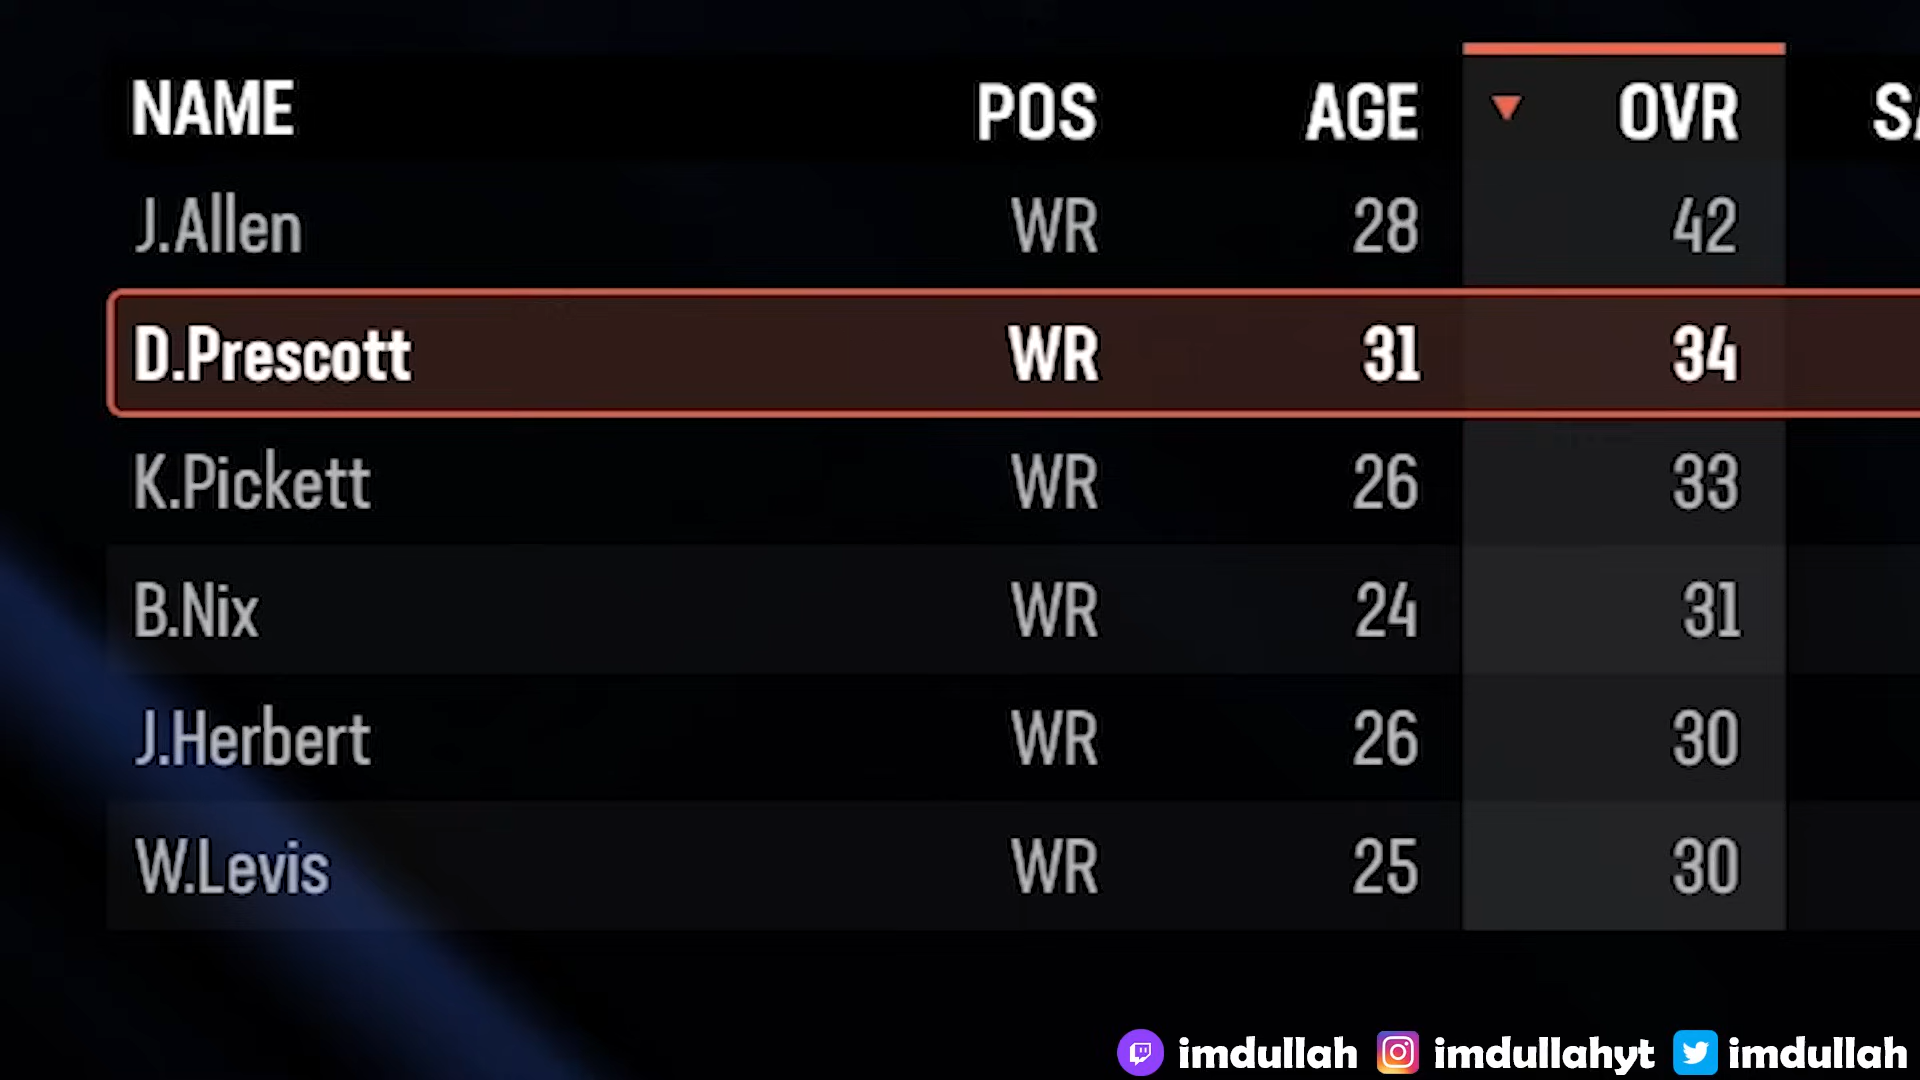 NAME POS AGE OVR SA
J.Allen WR 28 42
D.Prescott WR 31 34
K.Pickett WR 26 33
B.Nix WR 24 31
J.Herbert WR 26 30
W.Levis WR 25 30
imdullah imdullahyt imdullah